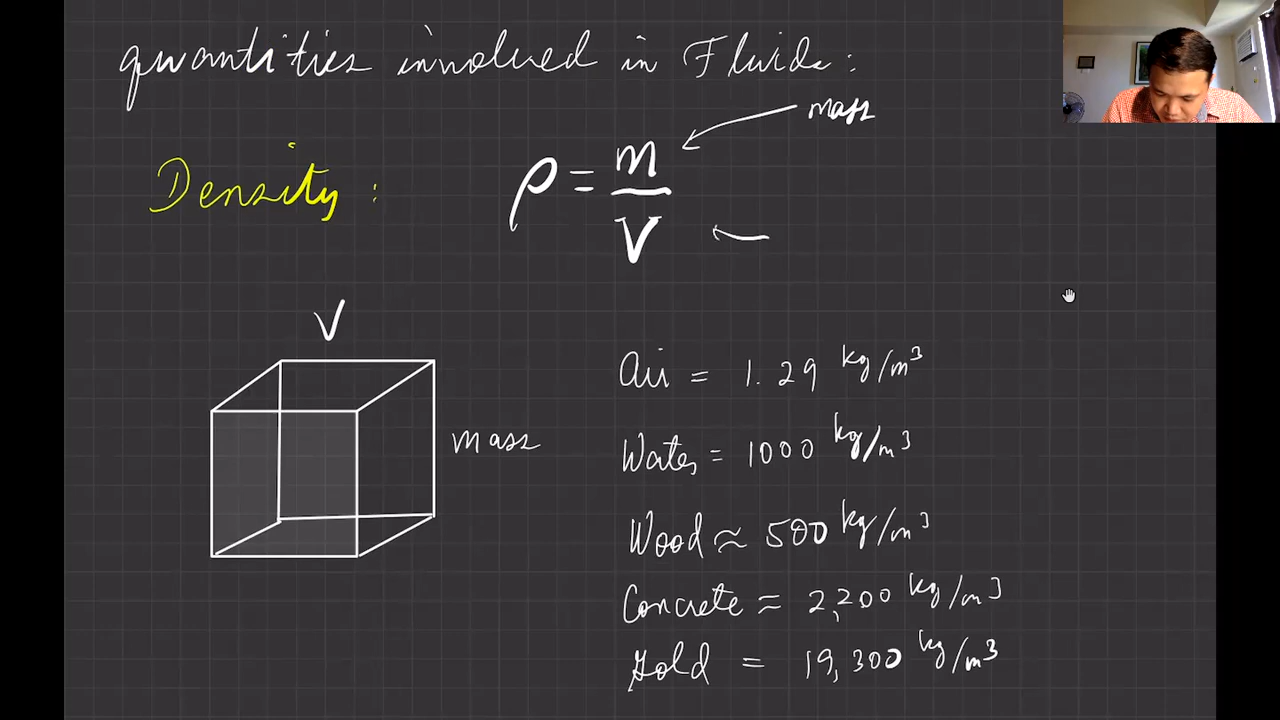 quantities involved in Fluids:
mass
Density: ρ = m/V
V
mass
Air = 1.29 kg/m³
Water = 1000 kg/m³
Wood ≈ 500 kg/m³
Concrete ≈ 2,200 kg/m³
Gold = 19,300 kg/m³